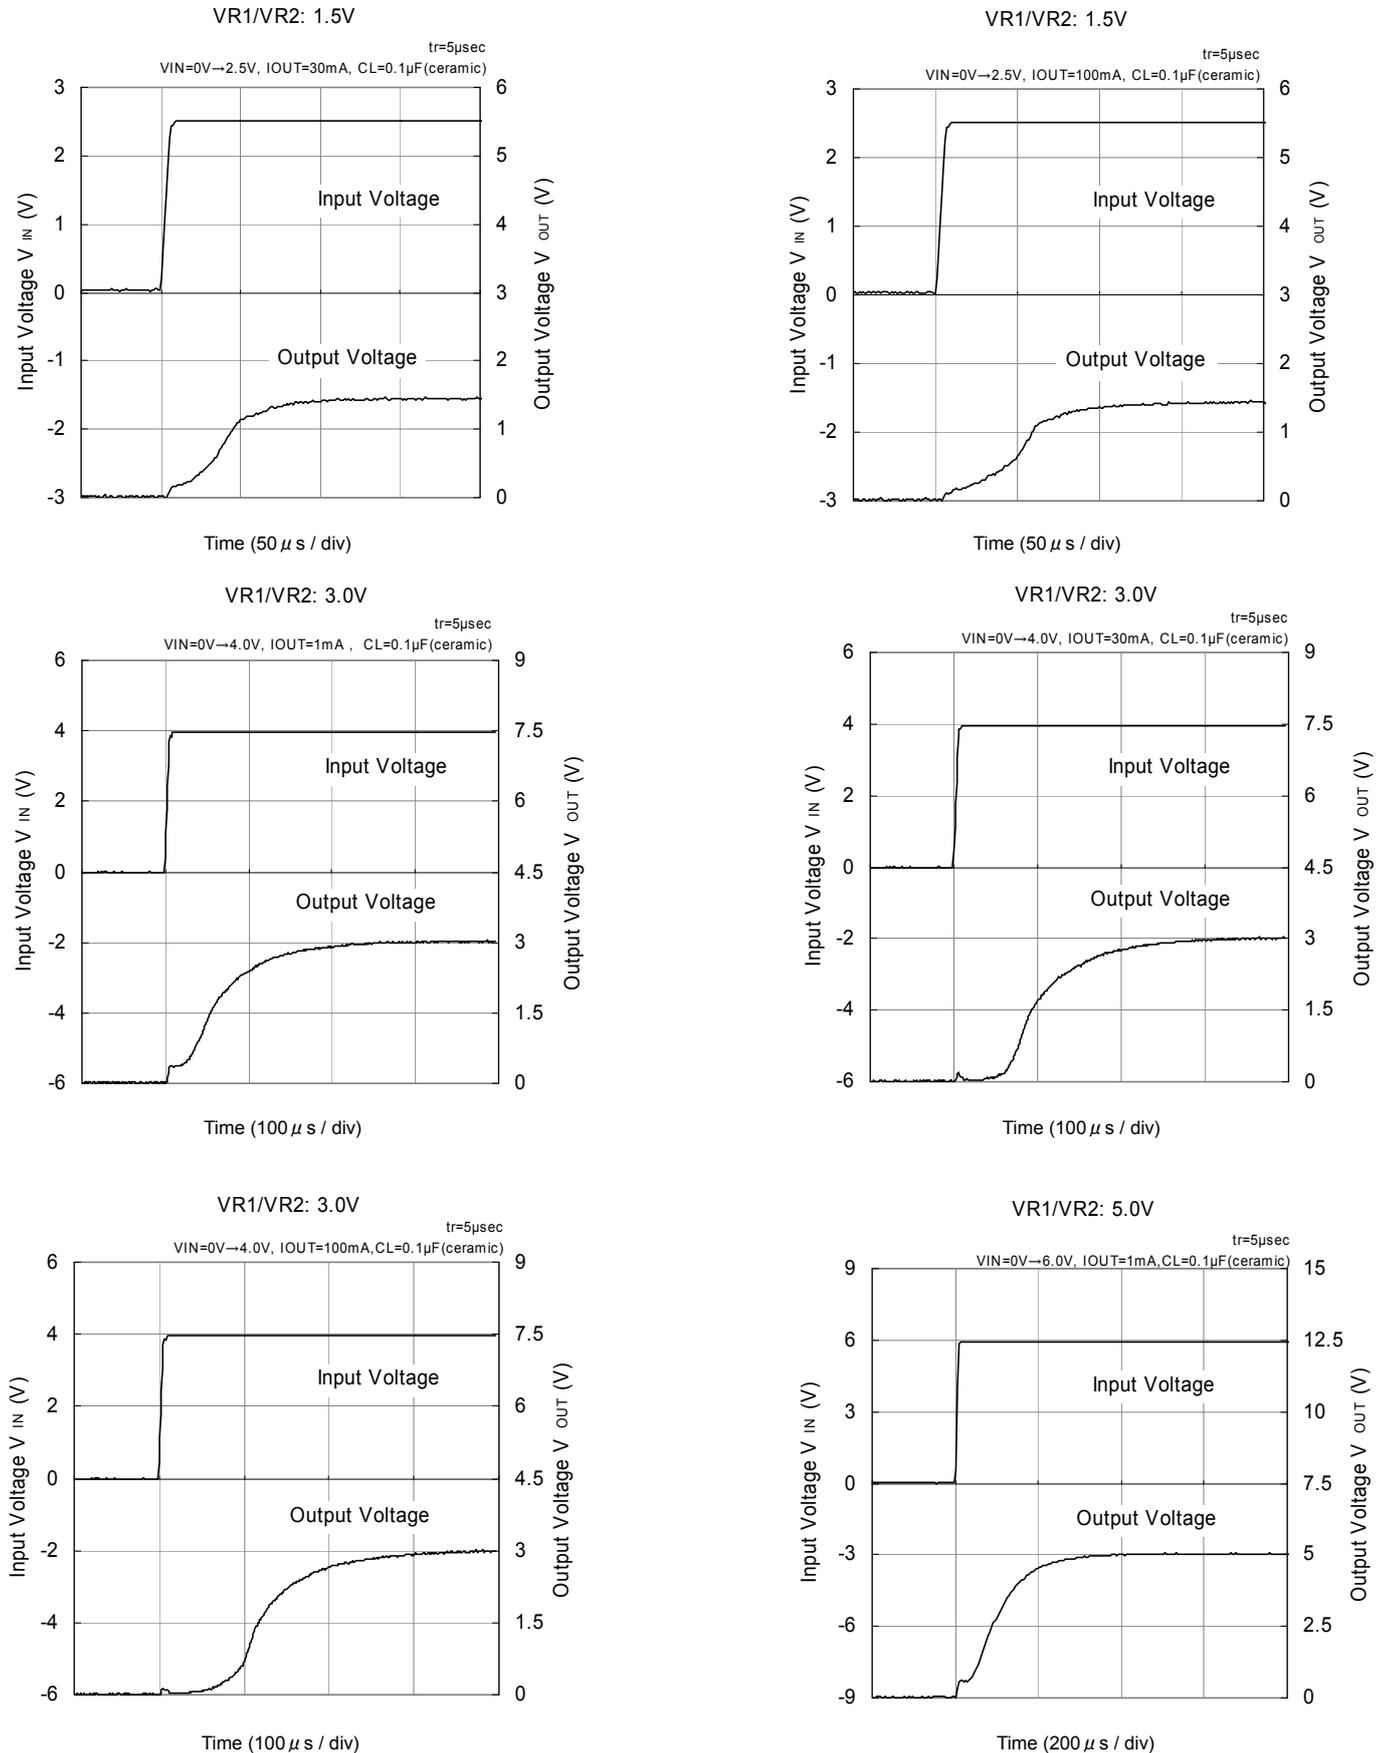 VR1/VR2: 1.5V
tr=5μsec
VIN=0V→2.5V, IOUT=30mA, CL=0.1μF(ceramic)
3
2
1
0
-1
-2
-3
6
5
4
3
2
1
0
Input Voltage
Output Voltage
Input Voltage V IN (V)
Output Voltage V OUT (V)
Time (50 μ s / div)
VR1/VR2: 1.5V
tr=5μsec
VIN=0V→2.5V, IOUT=100mA, CL=0.1μF(ceramic)
3
2
1
0
-1
-2
-3
6
5
4
3
2
1
0
Input Voltage
Output Voltage
Input Voltage V IN (V)
Output Voltage V OUT (V)
Time (50 μ s / div)
VR1/VR2: 3.0V
tr=5μsec
VIN=0V→4.0V, IOUT=1mA , CL=0.1μF(ceramic)
6
4
2
0
-2
-4
-6
9
7.5
6
4.5
3
1.5
0
Input Voltage
Output Voltage
Input Voltage V IN (V)
Output Voltage V OUT (V)
Time (100 μ s / div)
VR1/VR2: 3.0V
tr=5μsec
VIN=0V→4.0V, IOUT=30mA, CL=0.1μF(ceramic)
6
4
2
0
-2
-4
-6
9
7.5
6
4.5
3
1.5
0
Input Voltage
Output Voltage
Input Voltage V IN (V)
Output Voltage V OUT (V)
Time (100 μ s / div)
VR1/VR2: 3.0V
tr=5μsec
VIN=0V→4.0V, IOUT=100mA,CL=0.1μF(ceramic)
6
4
2
0
-2
-4
-6
9
7.5
6
4.5
3
1.5
0
Input Voltage
Output Voltage
Input Voltage V IN (V)
Output Voltage V OUT (V)
Time (100 μ s / div)
VR1/VR2: 5.0V
tr=5μsec
VIN=0V→6.0V, IOUT=1mA,CL=0.1μF(ceramic)
9
6
3
0
-3
-6
-9
15
12.5
10
7.5
5
2.5
0
Input Voltage
Output Voltage
Input Voltage V IN (V)
Output Voltage V OUT (V)
Time (200 μ s / div)